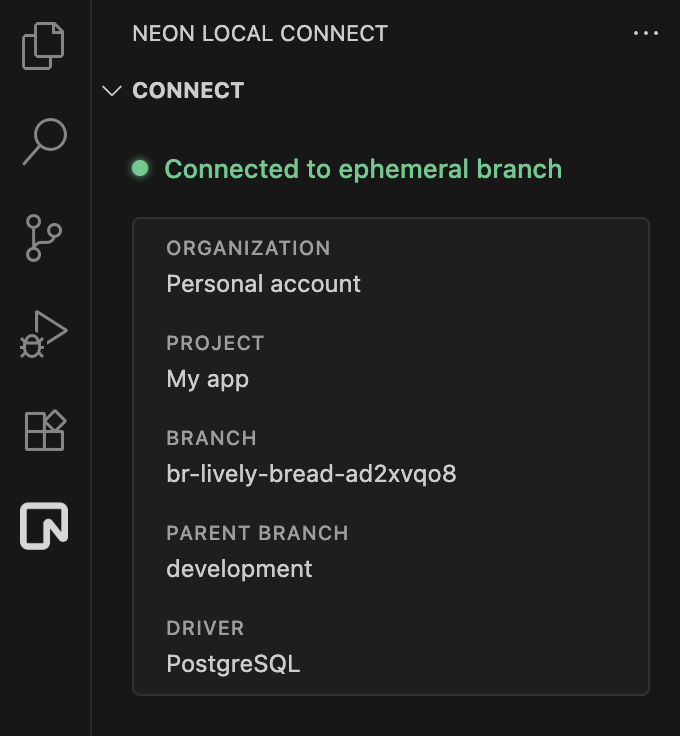 NEON LOCAL CONNECT
CONNECT
Connected to ephemeral branch
ORGANIZATION
Personal account
PROJECT
My app
BRANCH
br-lively-bread-ad2xvqo8
PARENT BRANCH
development
DRIVER
PostgreSQL